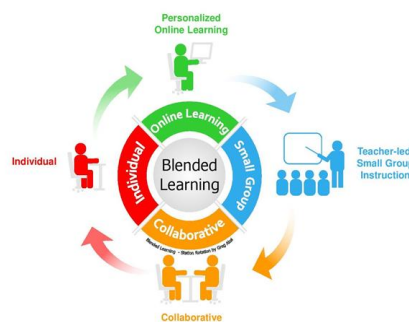 Personalized
Online Learning
Online Learning
Individual
Individual
Blended
Learning
Small Group
Teacher-led
Small Group
Instruction
Collaborative
Blended Learning - Station Rotation by Greg
Collaborative